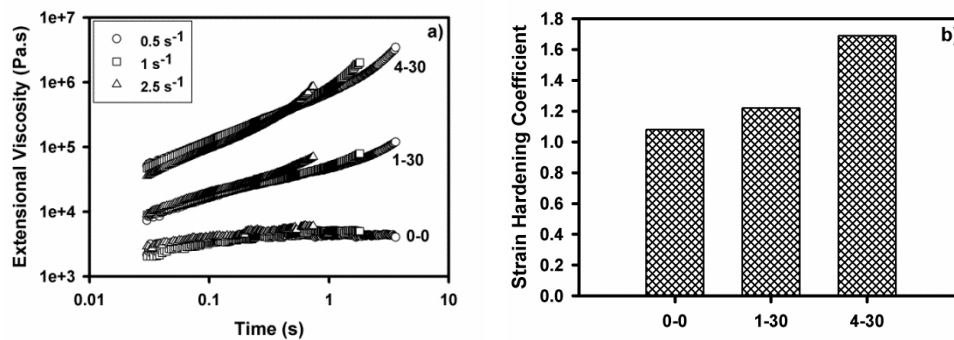 a)
○ 0.5 s⁻¹
□ 1 s⁻¹
△ 2.5 s⁻¹
Extensional Viscosity (Pa.s)
1e+7
1e+6
1e+5
1e+4
1e+3
4-30
1-30
0-0
0.01 0.1 1 10
Time (s)
b)
Strain Hardening Coefficient
1.8
1.6
1.4
1.2
1.0
0.8
0.6
0.4
0.2
0.0
0-0 1-30 4-30